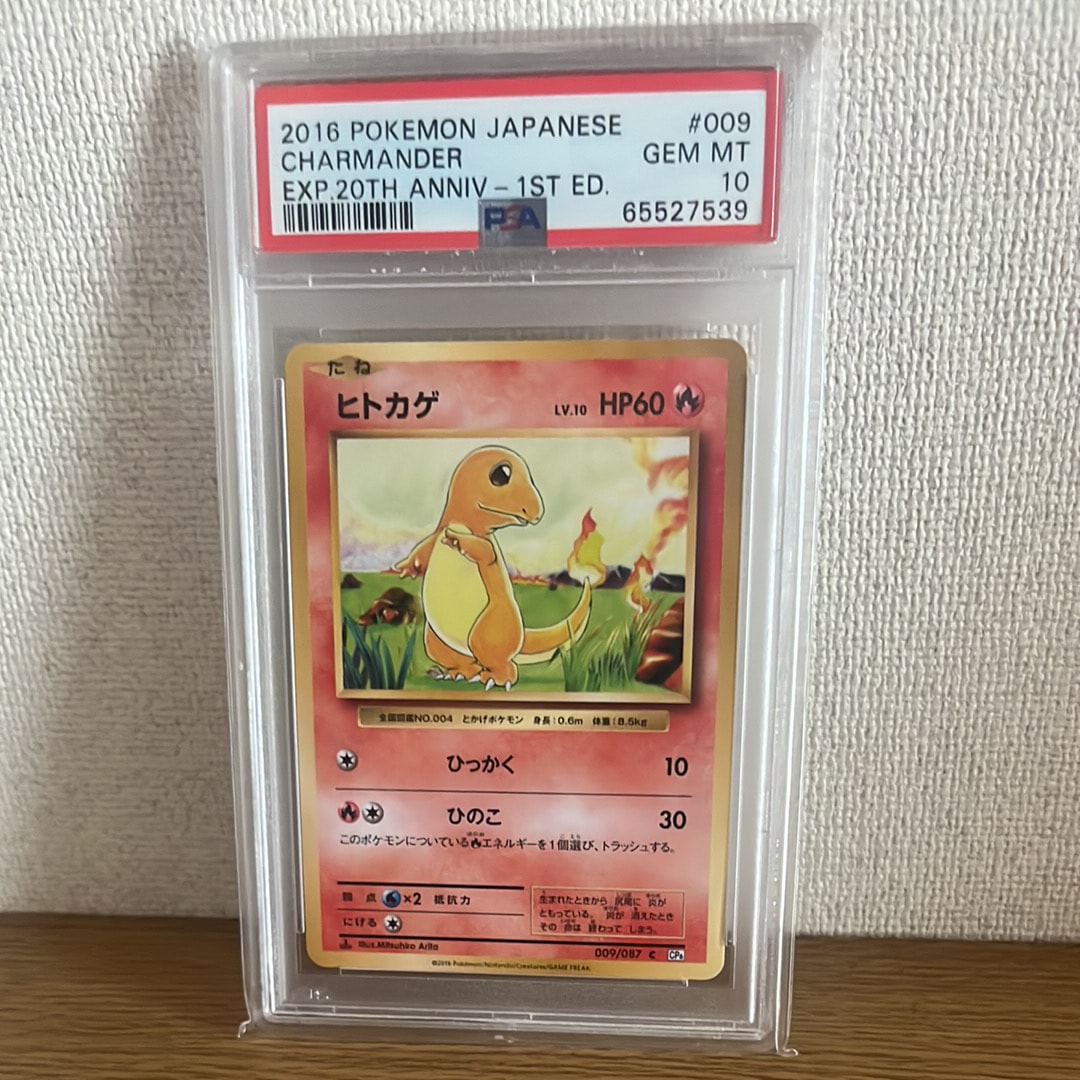 2016 POKEMON JAPANESE #009
CHARMANDER GEM MT
EXP.20TH ANNIV-1ST ED. 10
PSA 65527539
たね
ヒトカゲ LV.10 HP60
全国図鑑NO.004 とかげポケモン 身長:0.6m 体重:8.5kg
ひっかく 10
ひのこ 30
このポケモンについているエネルギーを1個選び、トラッシュする。
弱点 ×2 抵抗力
にげる
生まれたときから 尻尾に 炎が
ともっている。 炎が 消えたとき
その 命は 終わって しまう。
Illus.Mitsuhiro Arita 009/087 C CP6
©2016 Pokémon/Nintendo/Creatures/GAME FREAK.